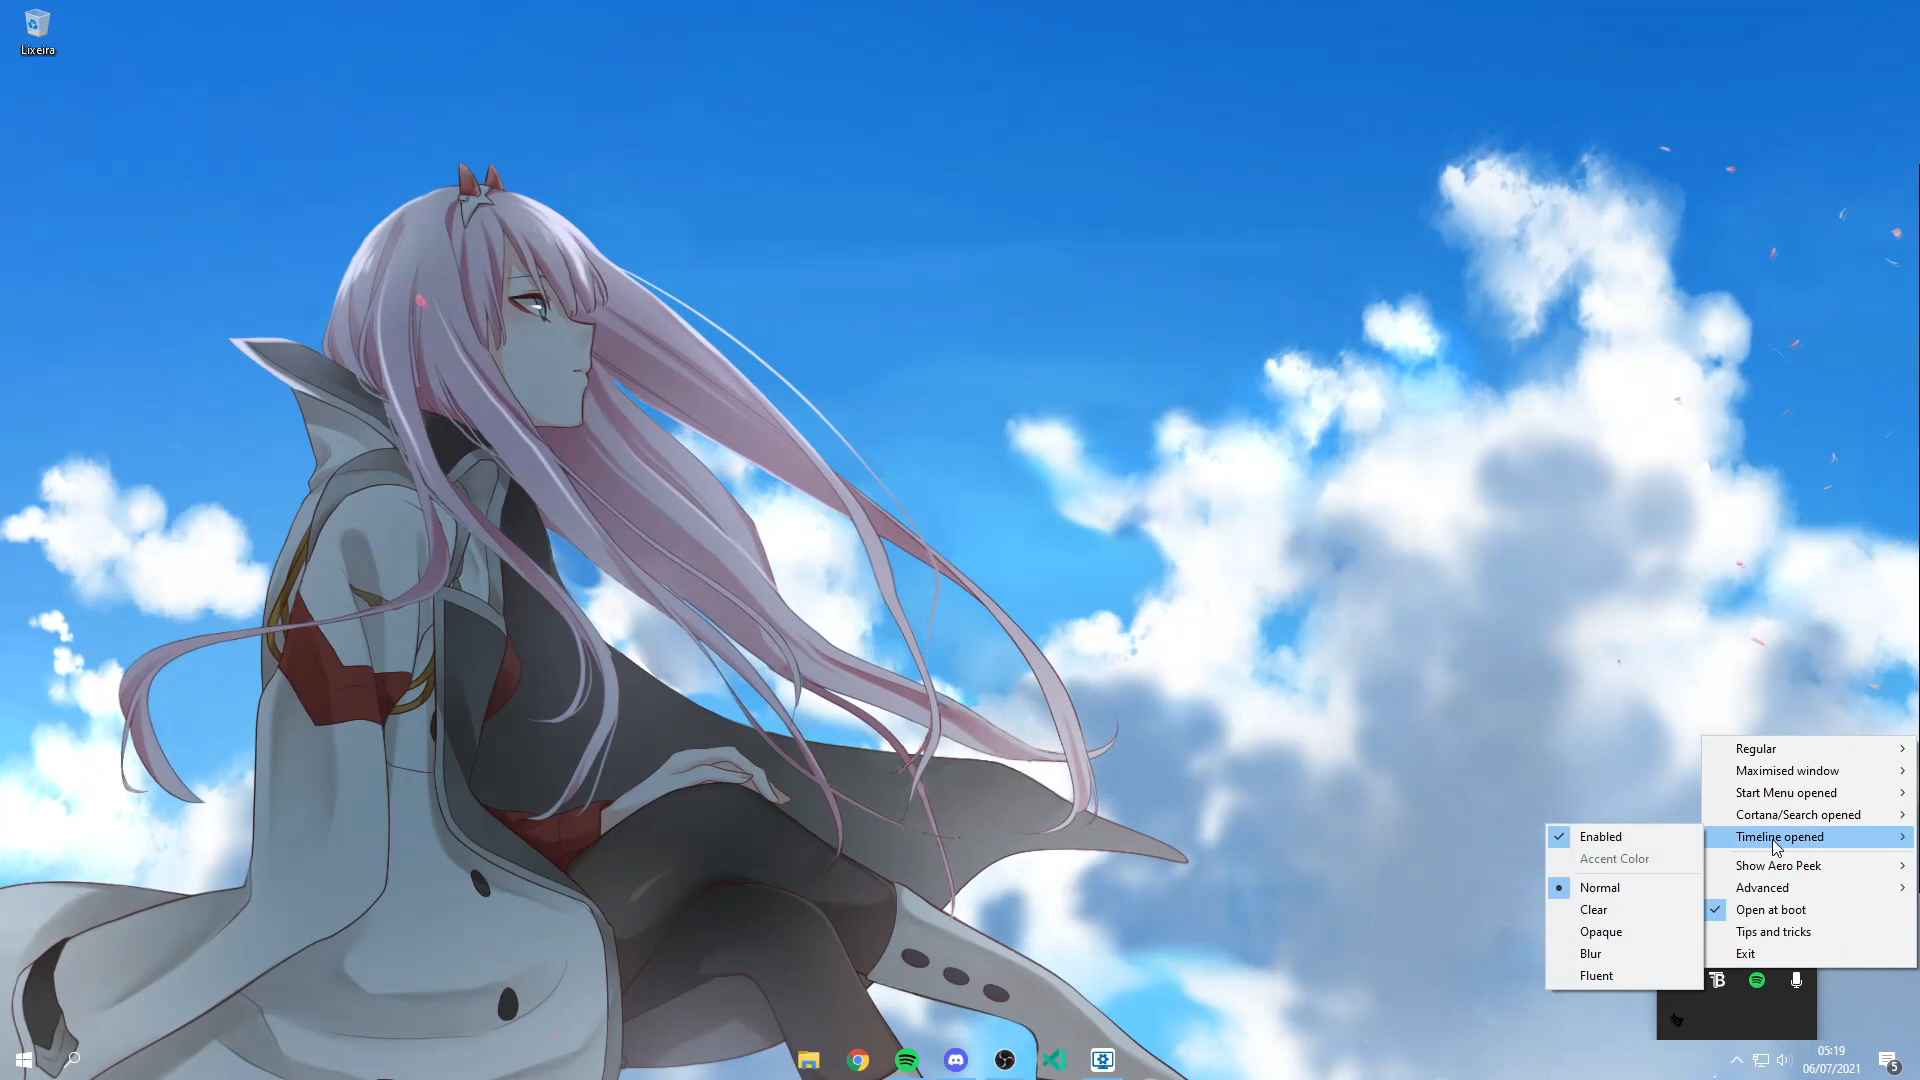 Lixeira
Regular
Maximised window
Start Menu opened
Cortana/Search opened
Timeline opened
Show Aero Peek
Advanced
Open at boot
Tips and tricks
Exit
Enabled
Accent Color
Normal
Clear
Opaque
Blur
Fluent
05:19
06/07/2021
5